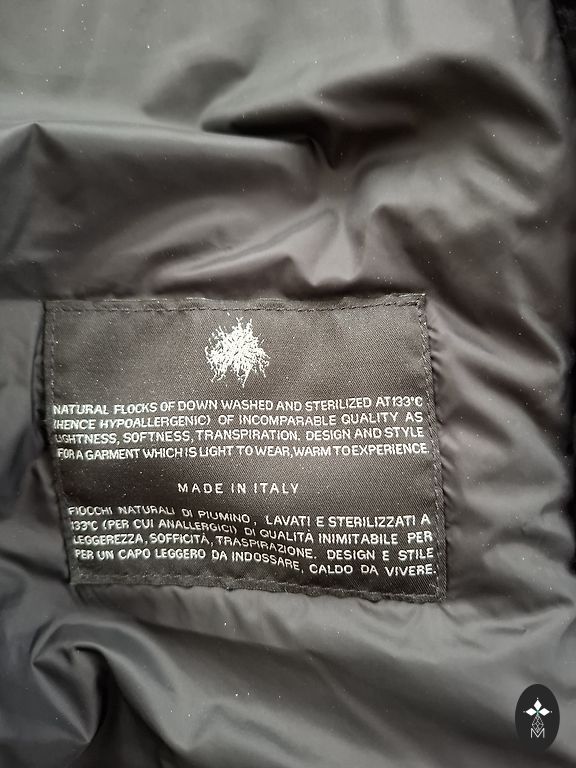 NATURAL FLOCKS OF DOWN WASHED AND STERILIZED AT 133°C
(HENCE HYPOALLERGENIC) OF INCOMPARABLE QUALITY AS
LIGHTNESS, SOFTNESS, TRANSPIRATION. DESIGN AND STYLE
FOR A GARMENT WHICH IS LIGHT TO WEAR, WARM TO EXPERIENCE
MADE IN ITALY
FIOCCHI NATURALI DI PIUMINO, LAVATI E STERILIZZATI A
133°C (PER CUI ANALLERGICI) DI QUALITÀ INIMITABILE PER
LEGGEREZZA, SOFFICITÀ, TRASPIRAZIONE. DESIGN E STILE
PER UN CAPO LEGGERO DA INDOSSARE, CALDO DA VIVERE.
M